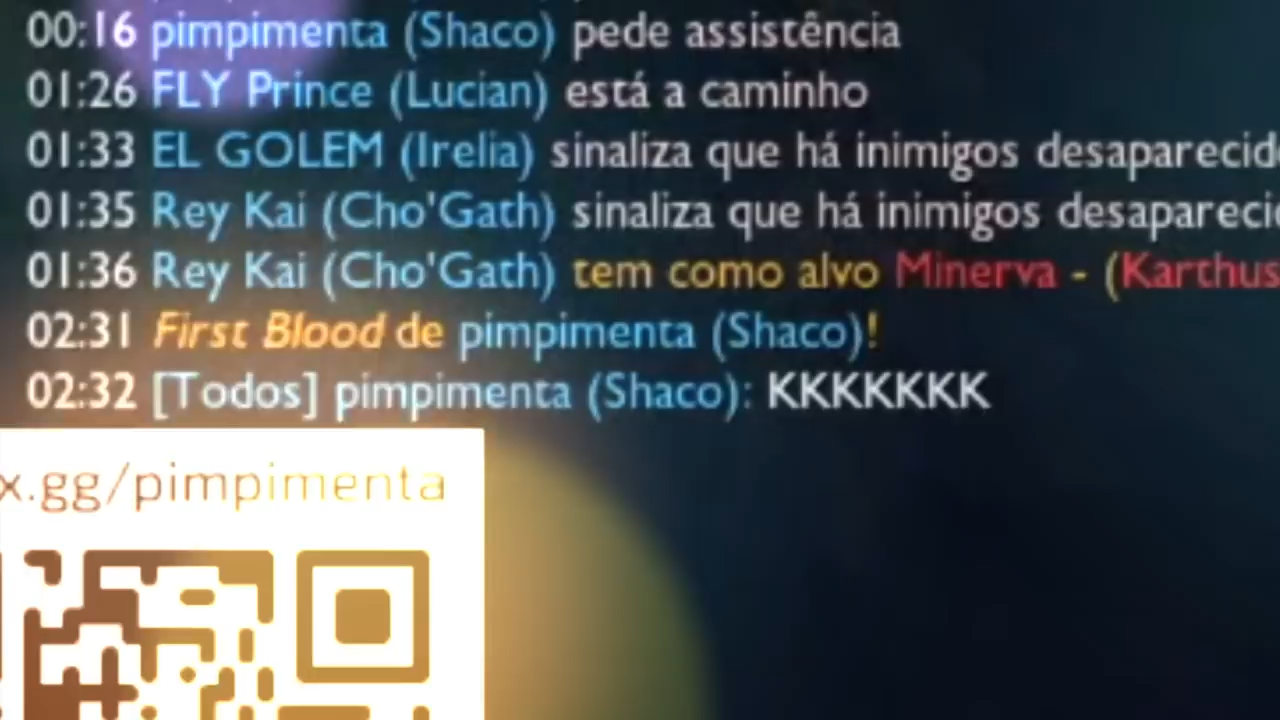 00:16 pimpimenta (Shaco) pede assistência
01:26 FLY Prince (Lucian) está a caminho
01:33 EL GOLEM (Irelia) sinaliza que há inimigos
01:35 Rey Kai (Cho'Gath) sinaliza que há inimigos
01:36 Rey Kai (Cho'Gath) tem como alvo Minerva - (Karthus
02:31 First Blood de pimpimenta (Shaco)!
02:32 [Todos] pimpimenta (Shaco): KKKKKKK
x.gg/pimpimenta